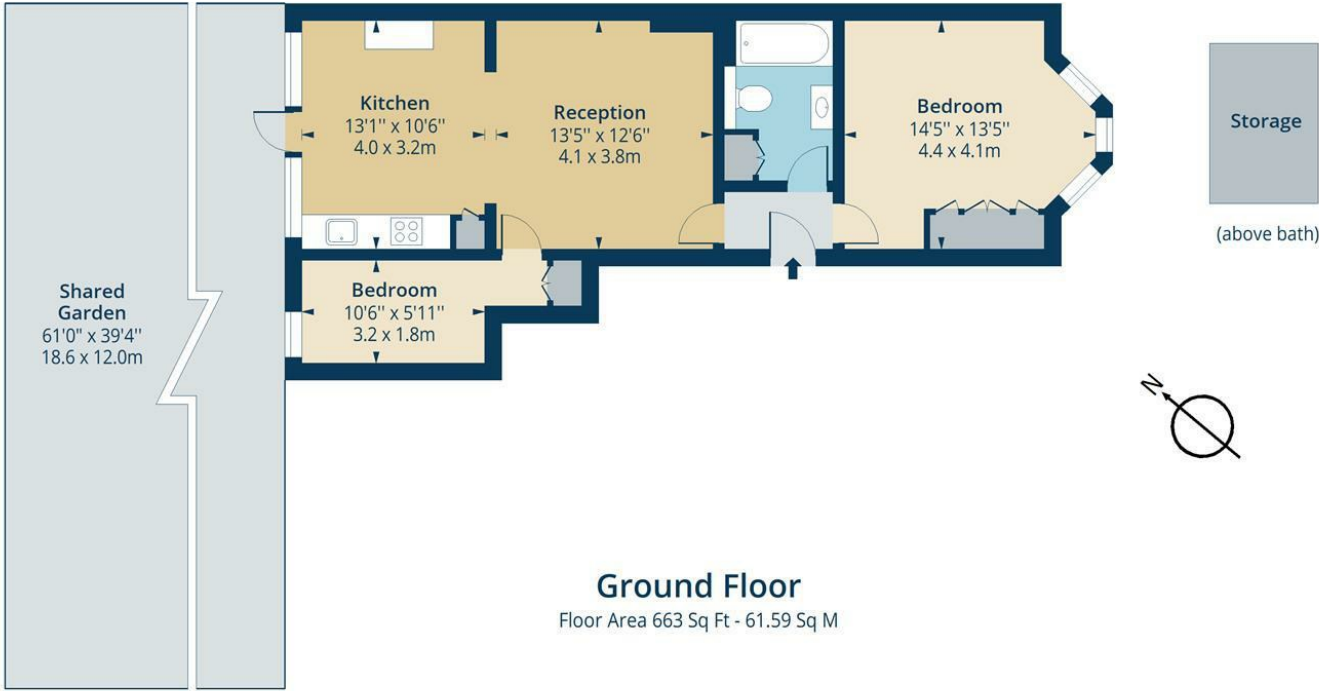 Kitchen
13'1'' x 10'6''
4.0 x 3.2m
Reception
13'5'' x 12'6''
4.1 x 3.8m
Bedroom
14'5'' x 13'5''
4.4 x 4.1m
Storage
(above bath)
Shared
Garden
61'0" x 39'4''
18.6 x 12.0m
Bedroom
10'6'' x 5'11''
3.2 x 1.8m
N
Ground Floor
Floor Area 663 Sq Ft - 61.59 Sq M